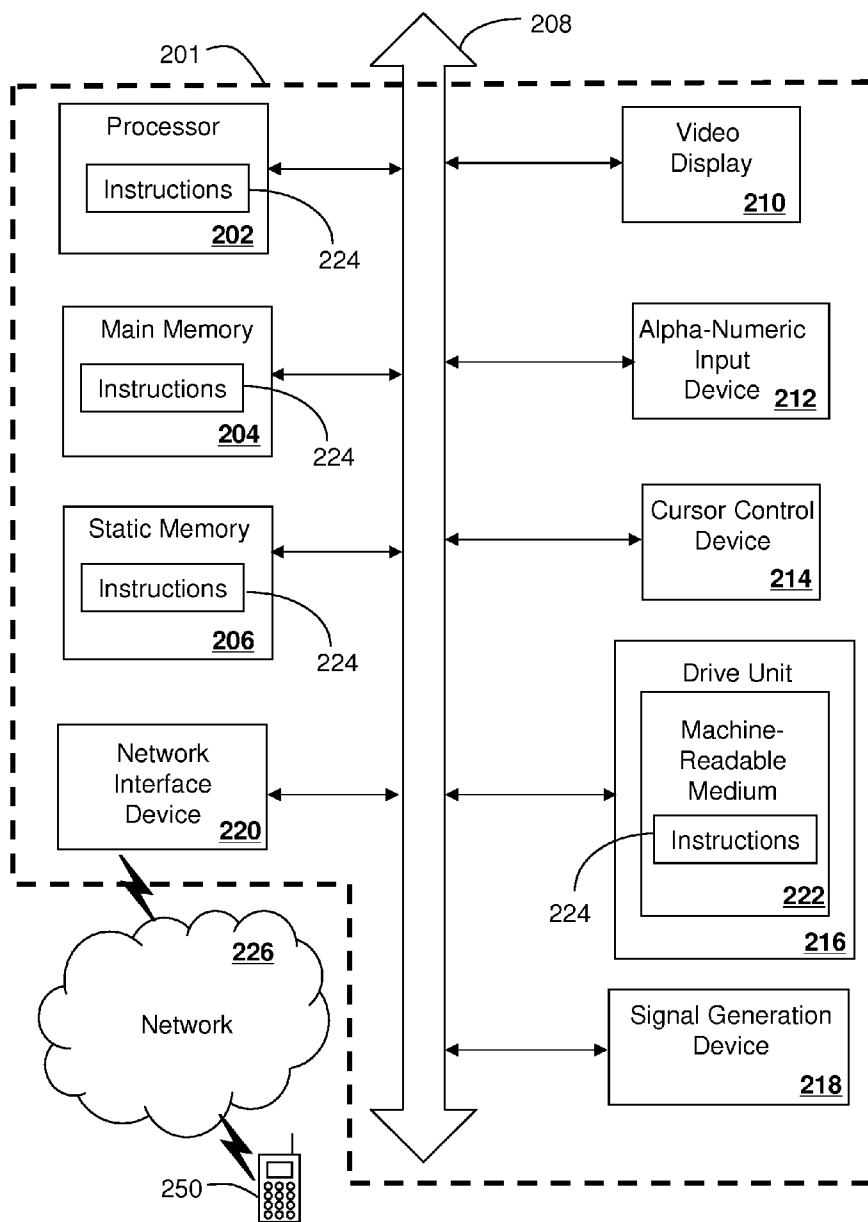 208
201
Processor
Instructions
202
224
Video
Display
210
Main Memory
Instructions
204
224
Alpha-Numeric
Input
Device
212
Static Memory
Instructions
206
224
Cursor Control
Device
214
Network
Interface
Device
220
Drive Unit
Machine-
Readable
Medium
Instructions
224
222
216
226
Network
Signal Generation
Device
218
250